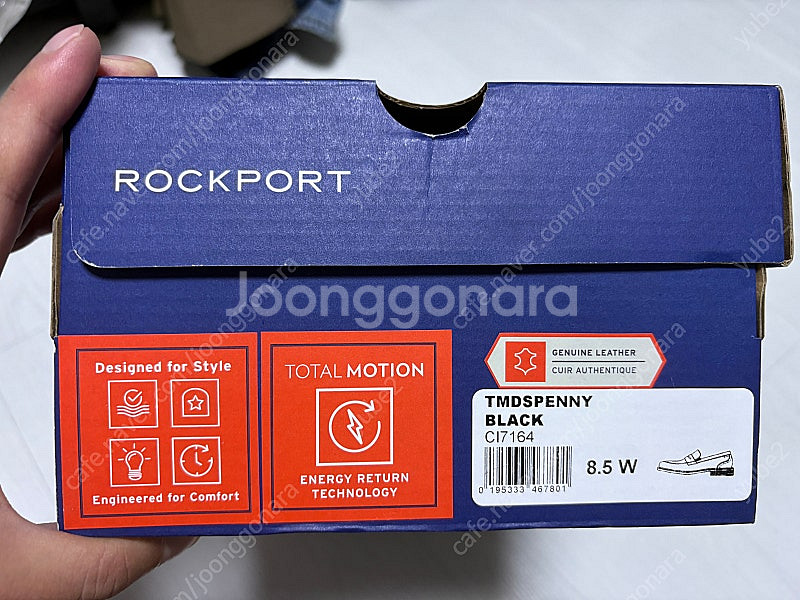 ROCKPORT
Joonggonara
Designed for Style
Engineered for Comfort
TOTAL MOTION
ENERGY RETURN
TECHNOLOGY
GENUINE LEATHER
CUIR AUTHENTIQUE
TMDSPENNY
BLACK
CI7164
0 195333 467801
8.5 W
cafe.naver.com/joonggonara
yube2